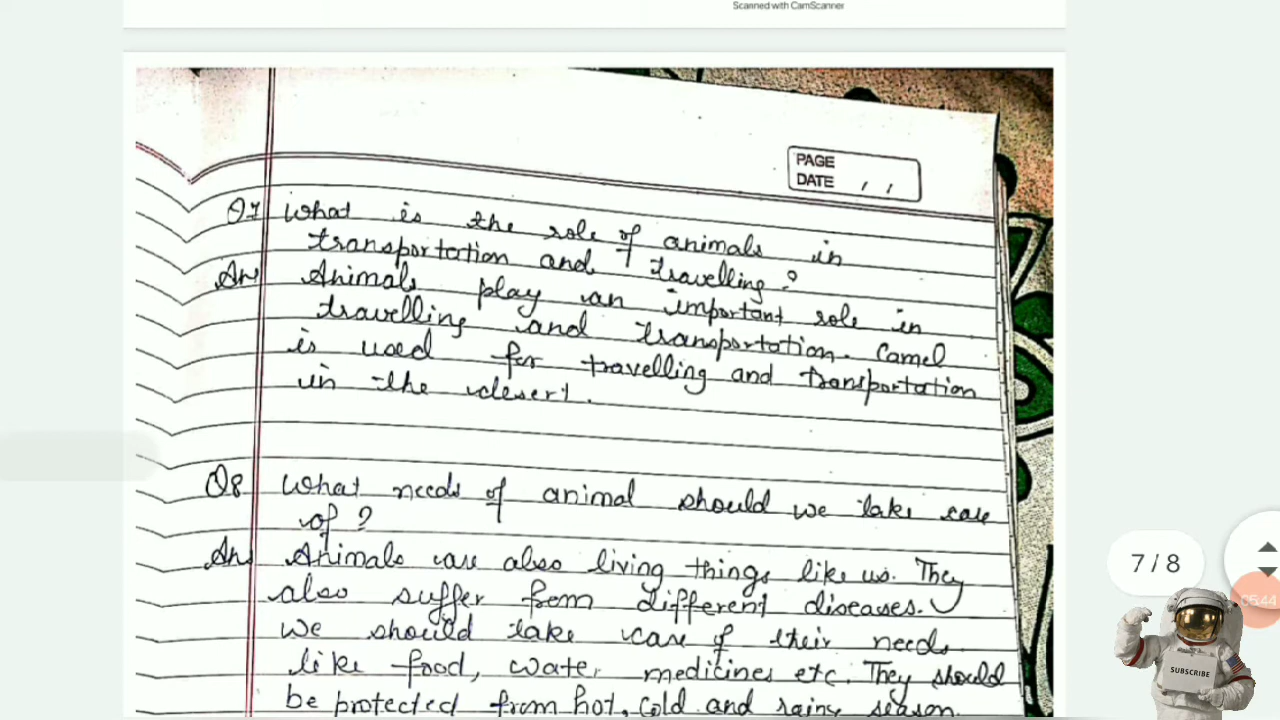 Scanned with CamScanner
PAGE
DATE / /
Q7 What is the role of animals in
transportation and travelling?
Ans Animals play an important role in
travelling and transportation. Camel
is used for travelling and transportation
in the desert.
Q8 What needs of animal should we take care
of ?
Ans Animals are also living things like us. They
also suffer from different diseases.
We should take care of their needs
like food, water, medicines etc. They should
be protected from hot, cold and rainy season.
7 / 8
05:44
SUBSCRIBE